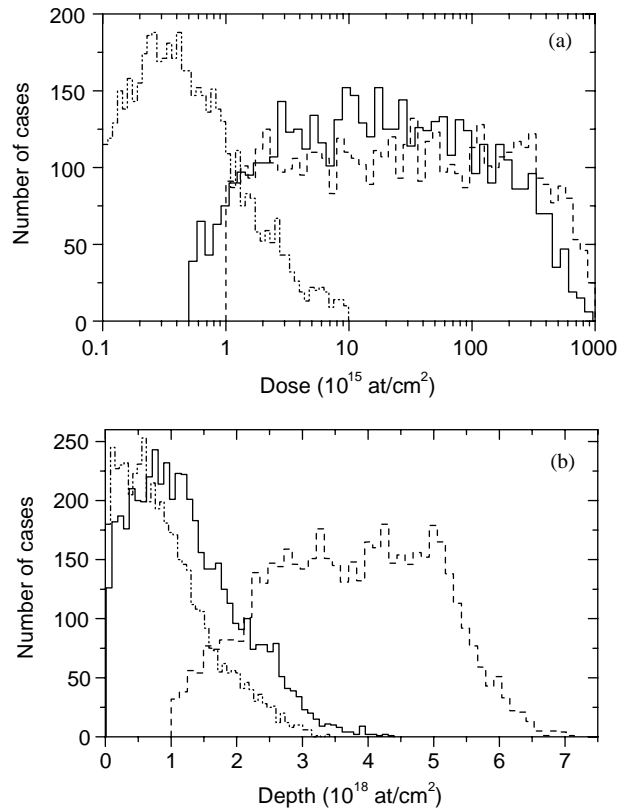 200
(a)
150
100
50
0
Number of cases
0.1 1 10 100 1000
Dose (10¹⁵ at/cm²)
250
(b)
200
150
100
50
0
Number of cases
0 1 2 3 4 5 6 7
Depth (10¹⁸ at/cm²)